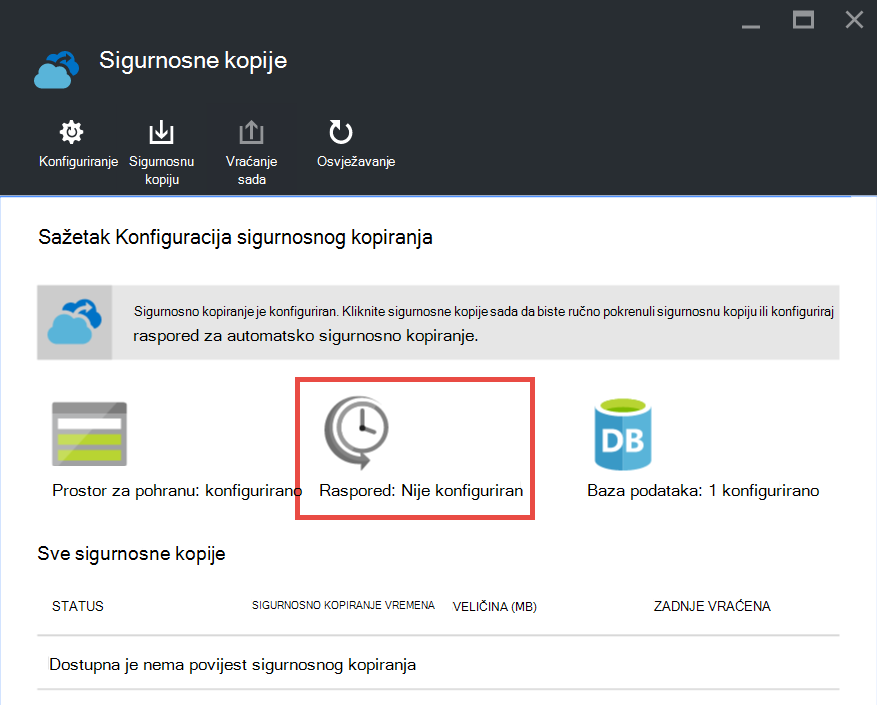 Sigurnosne kopije
Konfiguriranje
Sigurnosnu
kopiju
Vraćanje
sada
Osvježavanje
Sažetak Konfiguracija sigurnosnog kopiranja
Sigurnosno kopiranje je konfiguriran. Kliknite sigurnosne kopije sada da biste ručno pokrenuli sigurnosnu kopiju ili konfiguriraj
raspored za automatsko sigurnosno kopiranje.
DB
Prostor za pohranu: konfigurirano
Raspored: Nije konfiguriran
Baza podataka: 1 konfigurirano
Sve sigurnosne kopije
STATUS
SIGURNOSNO KOPIRANJE VREMENA
VELIČINA (MB)
ZADNJE VRAĆENA
Dostupna je nema povijest sigurnosnog kopiranja